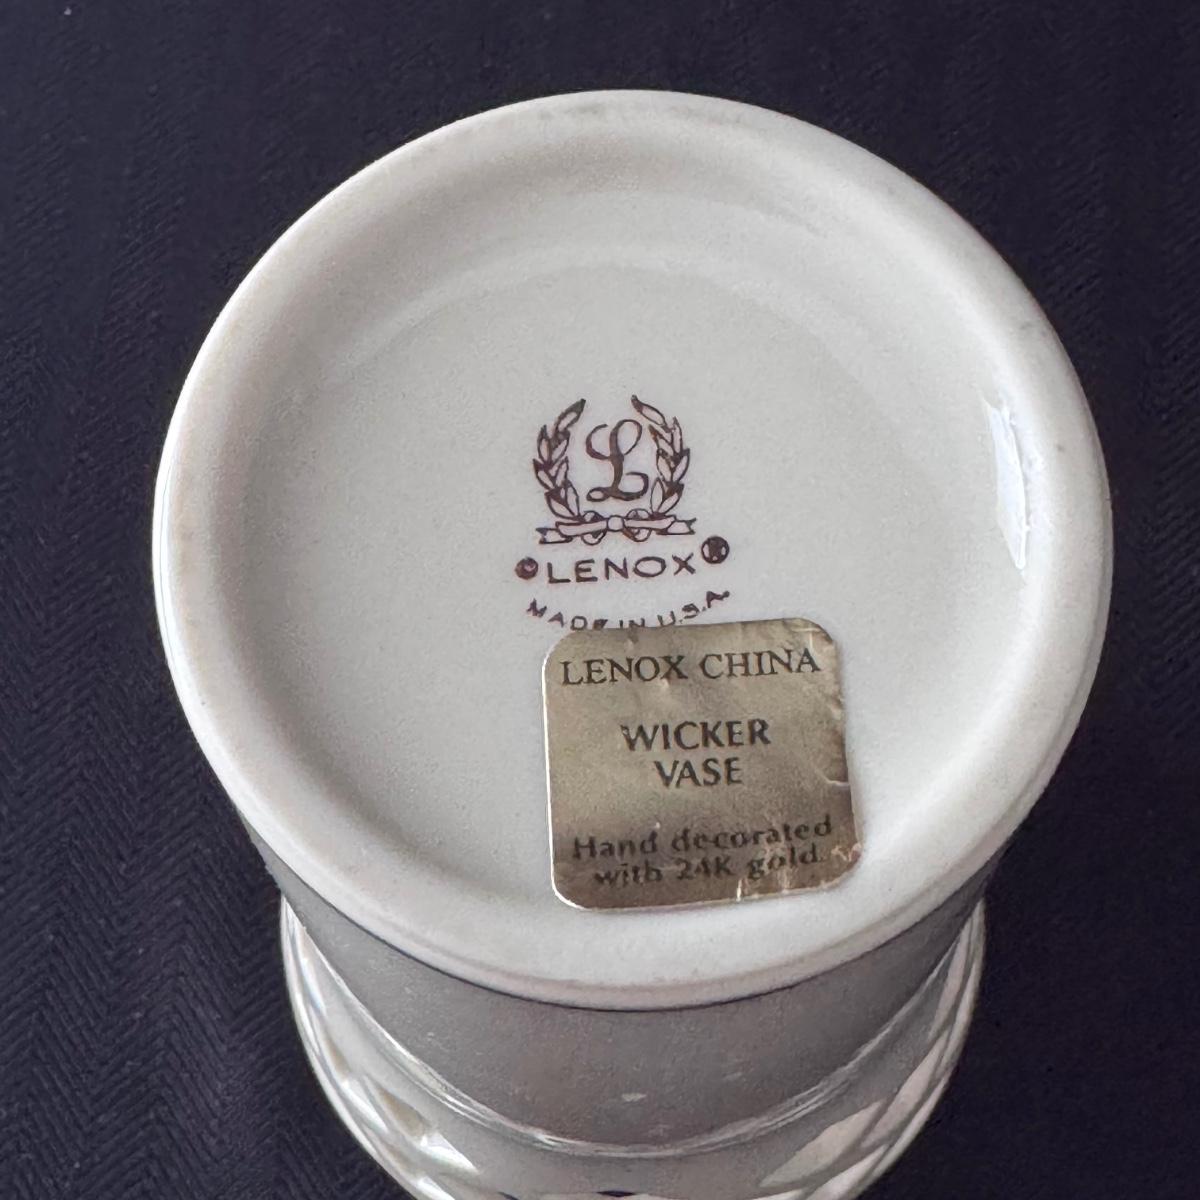 L
©LENOX®
MADE IN U.S.A.
LENOX CHINA
WICKER
VASE
Hand decorated
with 24K gold.